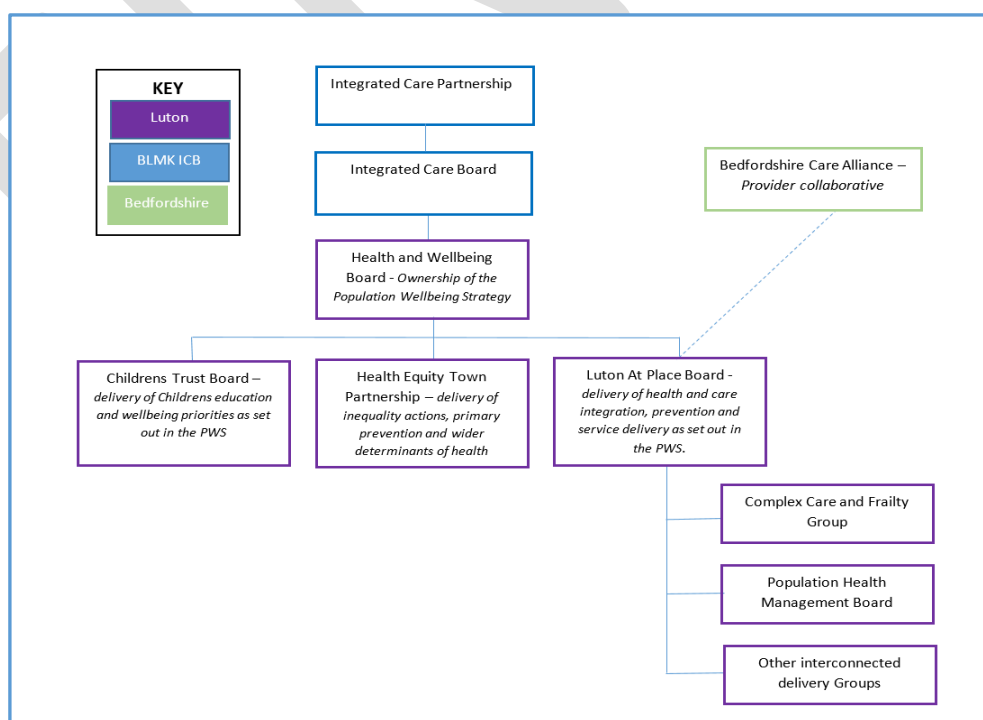 KEY
Luton
BLMK ICB
Bedfordshire
Integrated Care Partnership
Integrated Care Board
Bedfordshire Care Alliance –
Provider collaborative
Health and Wellbeing
Board - Ownership of the
Population Wellbeing Strategy
Childrens Trust Board –
delivery of Childrens education
and wellbeing priorities as set
out in the PWS
Health Equity Town
Partnership – delivery of
inequality actions, primary
prevention and wider
determinants of health
Luton At Place Board -
delivery of health and care
integration, prevention and
service delivery as set out in
the PWS.
Complex Care and Frailty
Group
Population Health
Management Board
Other interconnected
delivery Groups